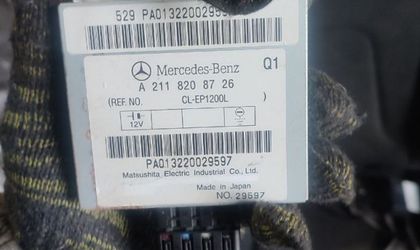 529 PA01322002959
Mercedes-Benz Q1
A 211 820 87 26
(REF. NO. CL-EP1200L )
12V
PA013220029597
Matsushita Electric Industrial Co., Ltd.
Made in Japan
NO. 29597